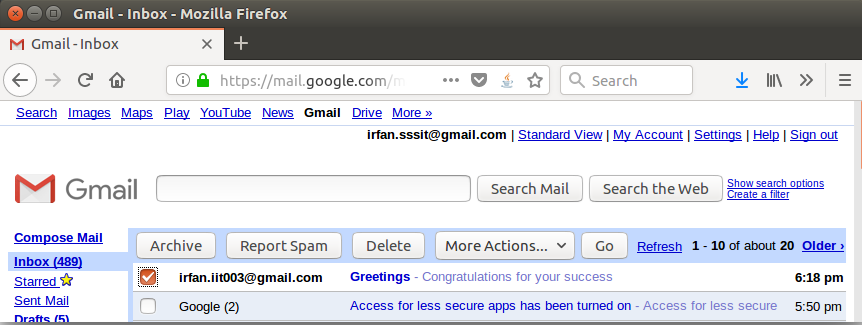 Gmail - Inbox - Mozilla Firefox
Gmail - Inbox
https://mail.google.com/m
Search
Search Images Maps Play YouTube News Gmail Drive More »
irfan.sssit@gmail.com | Standard View | My Account | Settings | Help | Sign out
Gmail Search Mail Search the Web Show search options
Create a filter
Compose Mail
Archive Report Spam Delete More Actions... Go Refresh 1 - 10 of about 20 Older ›
Inbox (489)
Starred
Sent Mail
Drafts (5)
irfan.iit003@gmail.com Greetings - Congratulations for your success 6:18 pm
Google (2) Access for less secure apps has been turned on - Access for less secure 5:50 pm